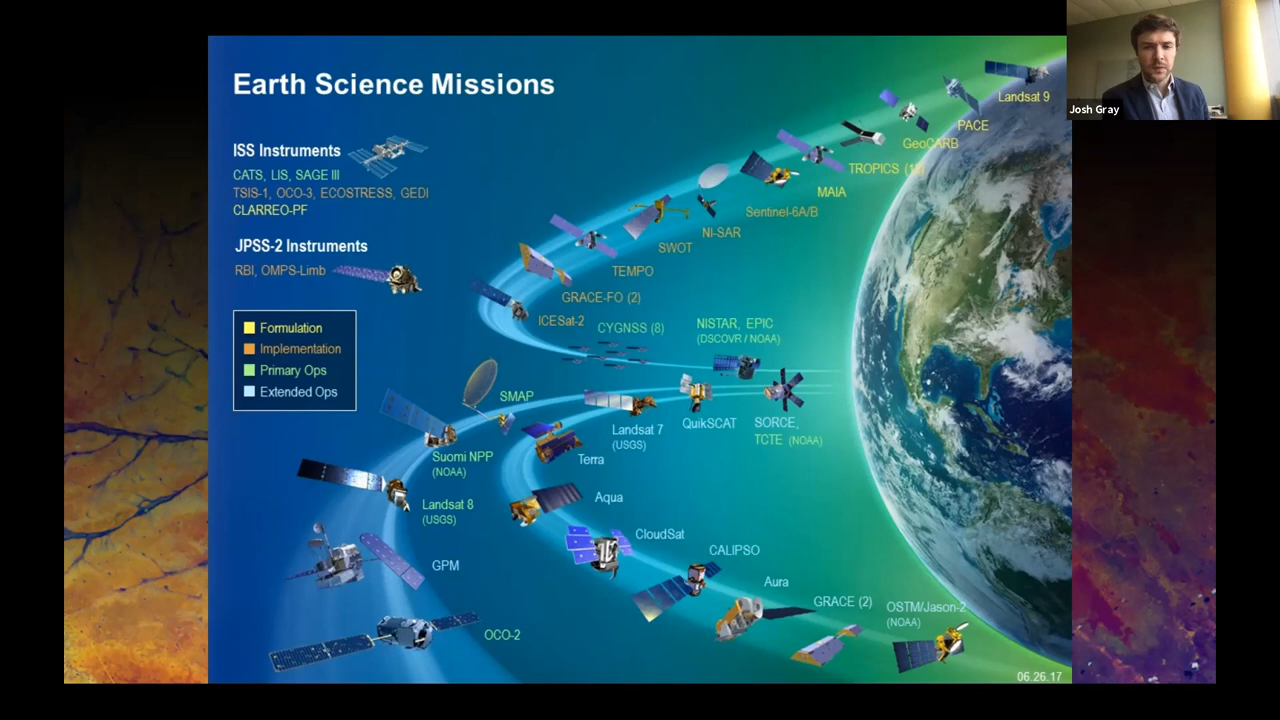 Earth Science Missions
Josh Gray
ISS Instruments
CATS, LIS, SAGE III
TSIS-1, OCO-3, ECOSTRESS, GEDI
CLARREO-PF
JPSS-2 Instruments
RBI, OMPS-Limb
Formulation
Implementation
Primary Ops
Extended Ops
Landsat 9
PACE
GeoCARB
TROPICS
MAIA
Sentinel-6A/B
NI-SAR
SWOT
TEMPO
GRACE-FO (2)
ICESat-2
CYGNSS (8)
NISTAR, EPIC
(DSCOVR / NOAA)
SMAP
QuikSCAT
SORCE,
TCTE (NOAA)
Landsat 7
(USGS)
Terra
Suomi NPP
(NOAA)
Aqua
Landsat 8
(USGS)
CloudSat
CALIPSO
GPM
Aura
GRACE (2)
OSTM/Jason-2
(NOAA)
OCO-2
06.26.17